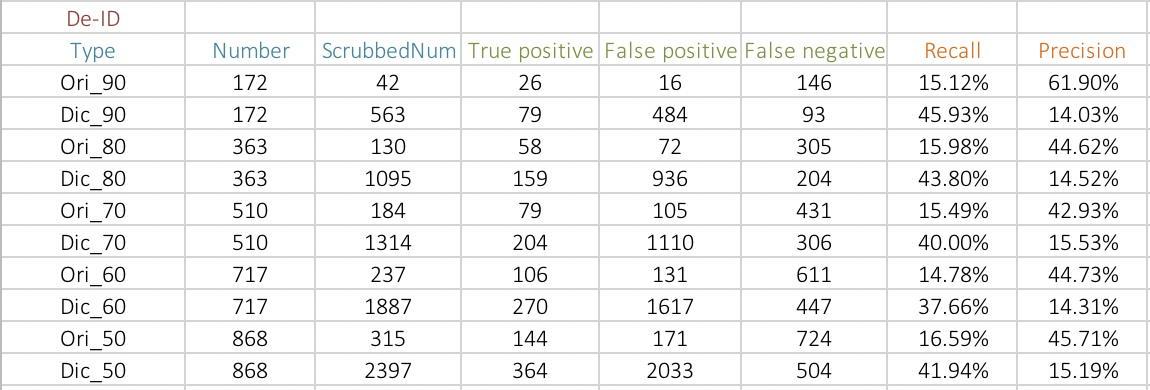 De-ID
Type Number ScrubbedNum True positive False positive False negative Recall Precision
Ori_90 172 42 26 16 146 15.12% 61.90%
Dic_90 172 563 79 484 93 45.93% 14.03%
Ori_80 363 130 58 72 305 15.98% 44.62%
Dic_80 363 1095 159 936 204 43.80% 14.52%
Ori_70 510 184 79 105 431 15.49% 42.93%
Dic_70 510 1314 204 1110 306 40.00% 15.53%
Ori_60 717 237 106 131 611 14.78% 44.73%
Dic_60 717 1887 270 1617 447 37.66% 14.31%
Ori_50 868 315 144 171 724 16.59% 45.71%
Dic_50 868 2397 364 2033 504 41.94% 15.19%